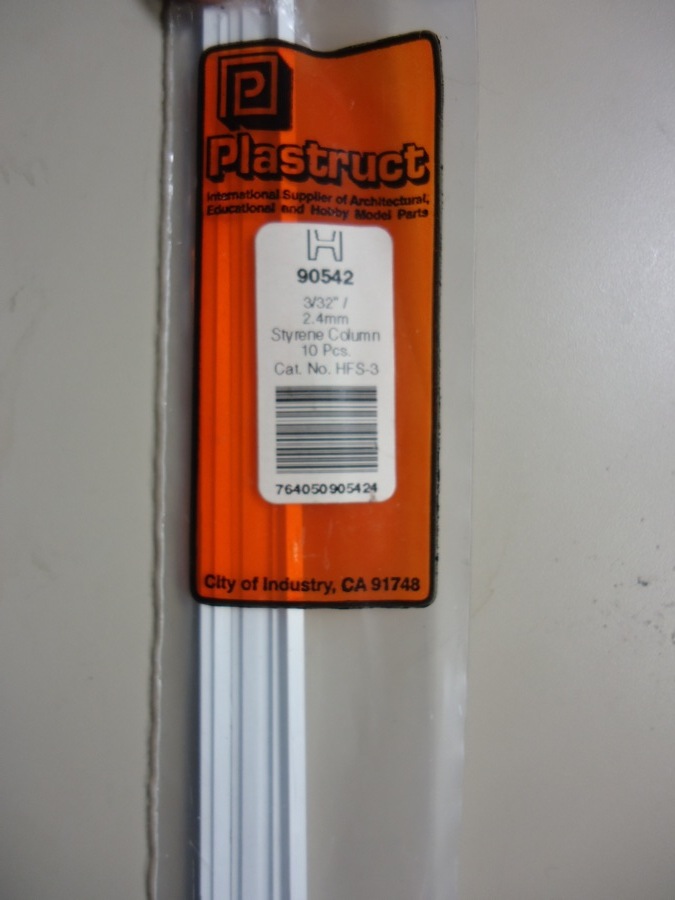 P
Plastruct
International Supplier of Architectural,
Educational and Hobby Model Parts
90542
3/32" /
2.4mm
Styrene Column
10 Pcs.
Cat. No. HFS-3
764050905424
City of Industry, CA 91748